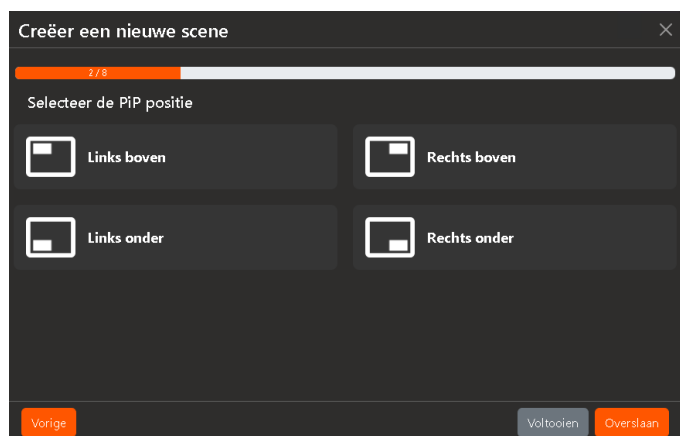 Creëer een nieuwe scene
2 / 8
Selecteer de PiP positie
Links boven
Rechts boven
Links onder
Rechts onder
Vorige
Voltooien
Overslaan